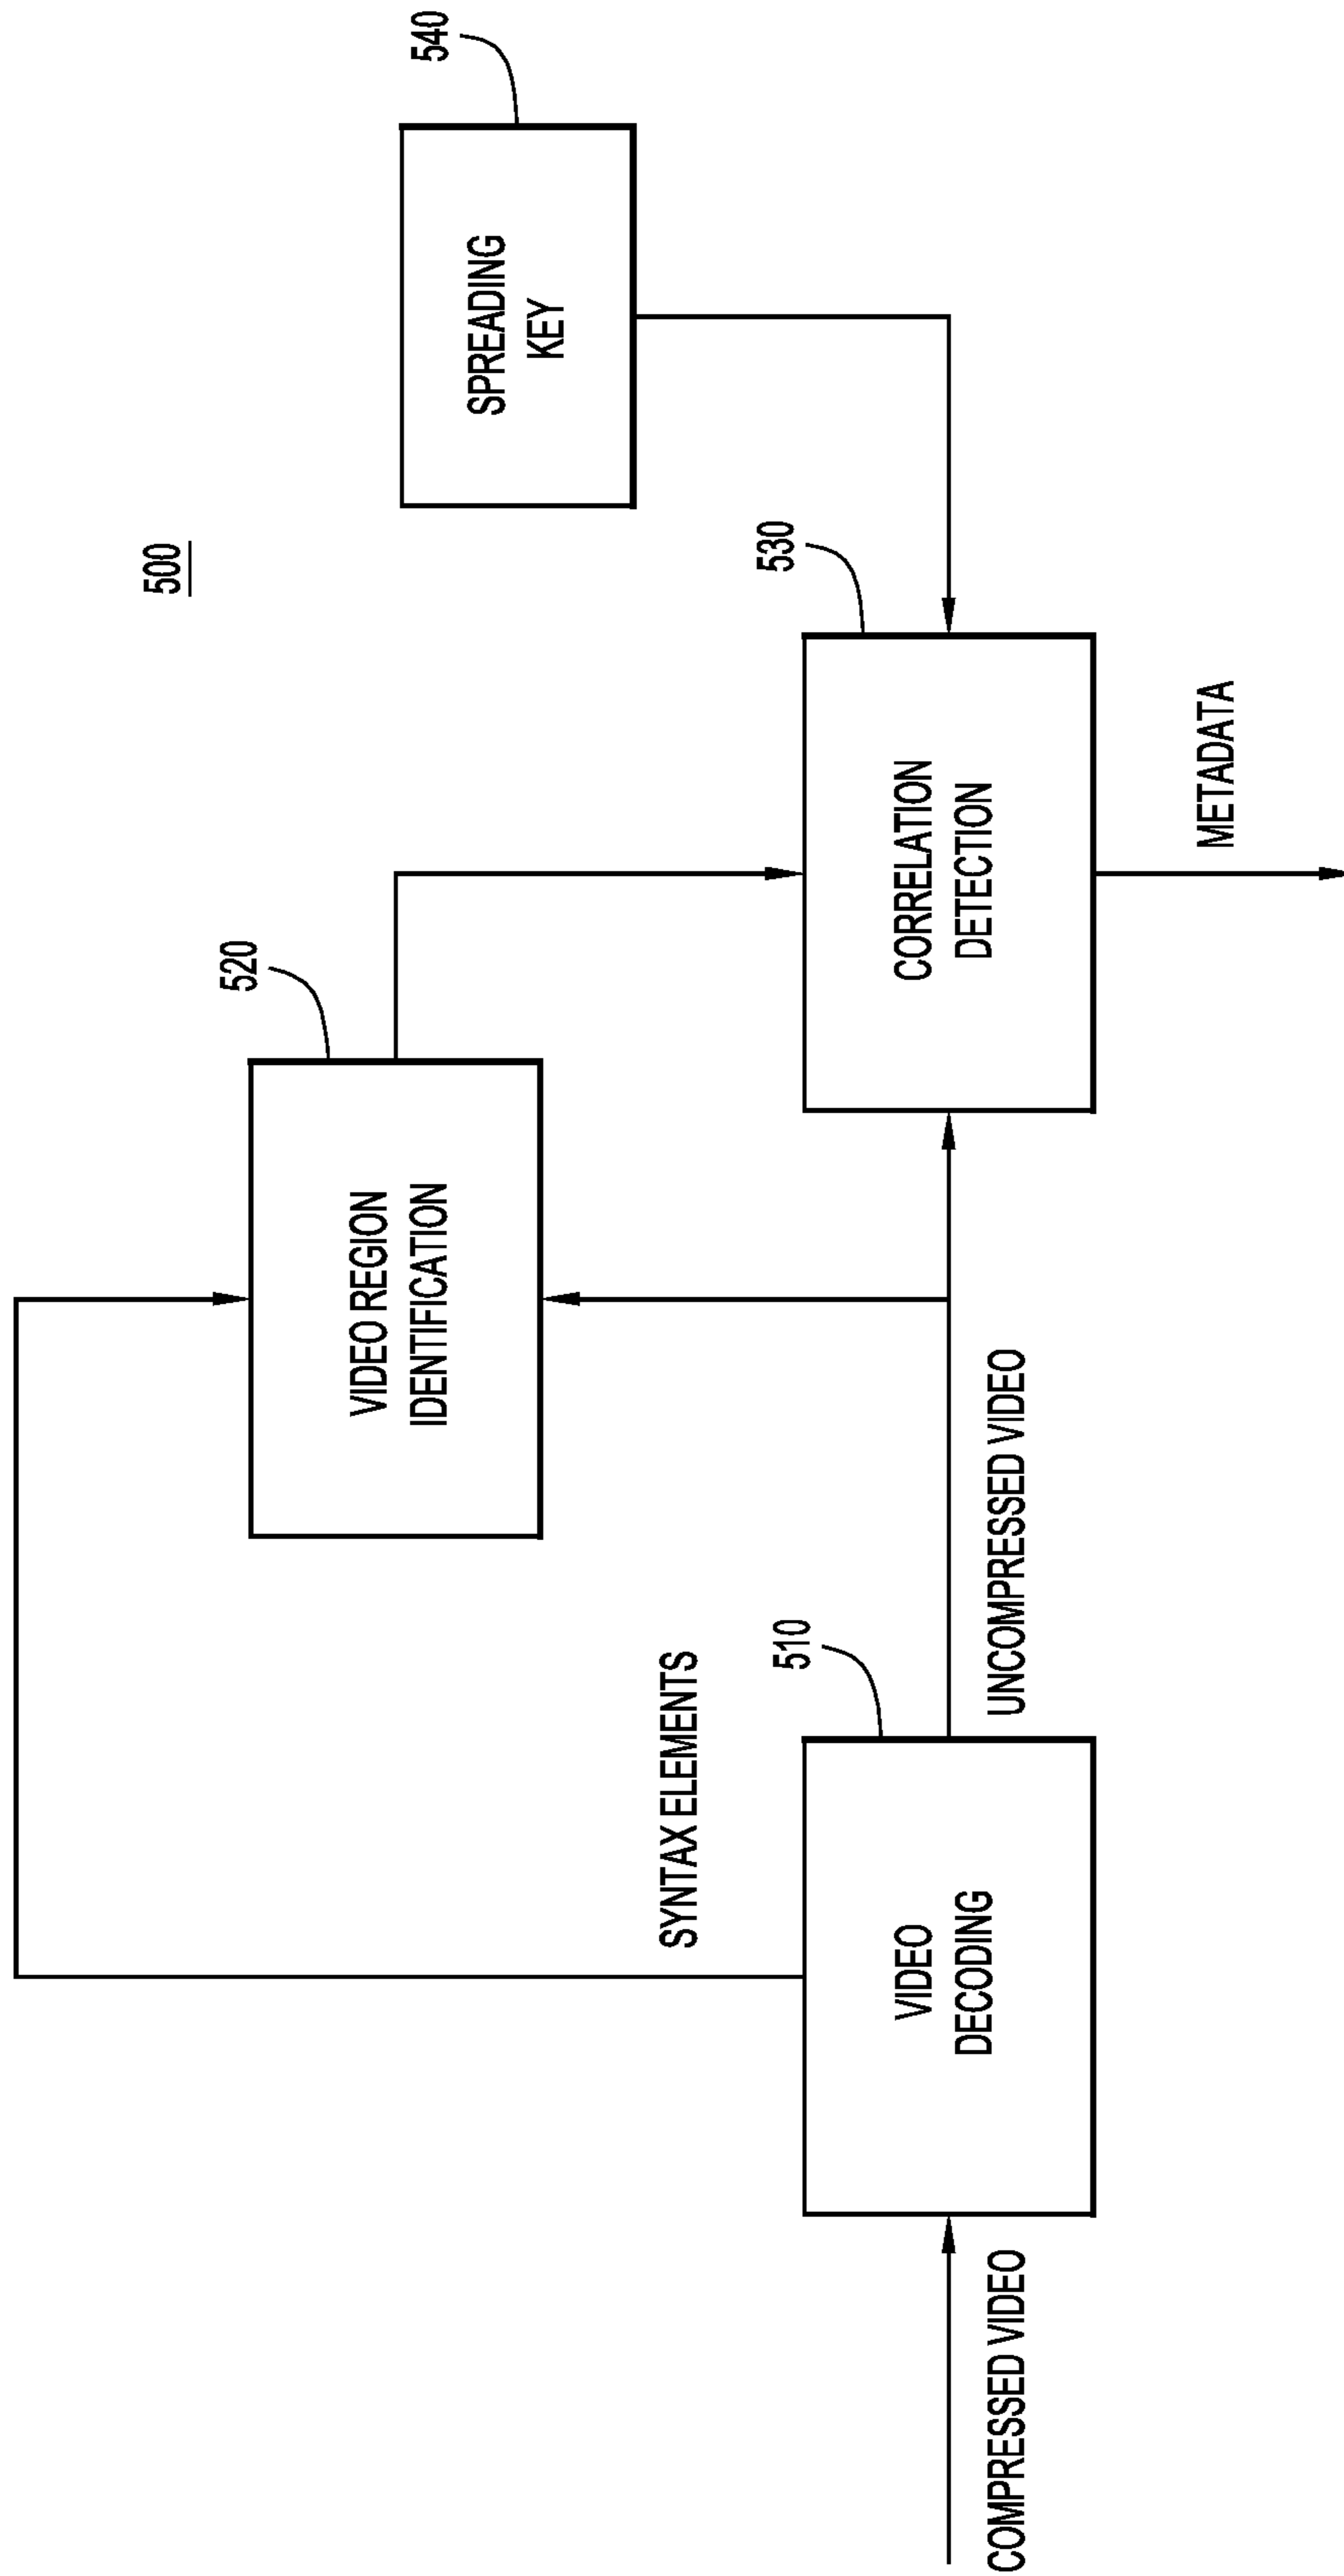 500
SYNTAX ELEMENTS
520
VIDEO REGION
IDENTIFICATION
540
SPREADING
KEY
510
VIDEO
DECODING
530
CORRELATION
DETECTION
COMPRESSED VIDEO
UNCOMPRESSED VIDEO
METADATA